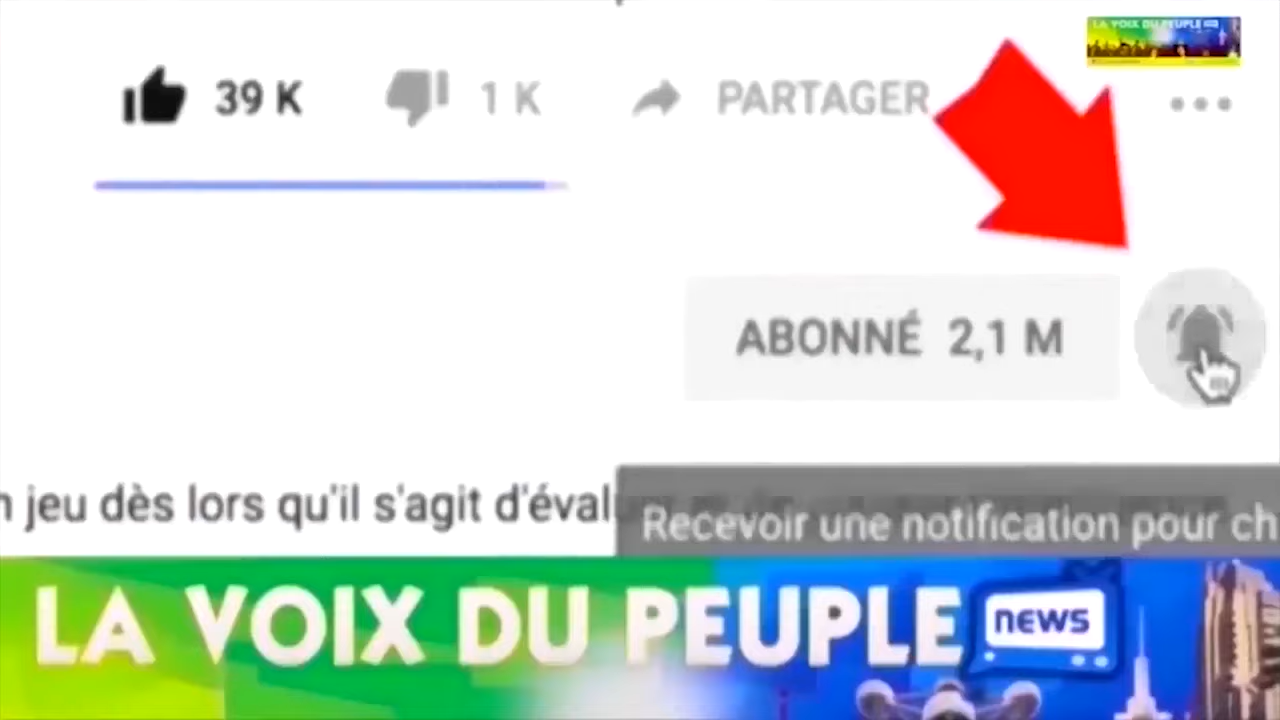 LA VOIX DU PEUPLE
39 K 1 K PARTAGER
ABONNÉ 2,1 M
n jeu dès lors qu'il s'agit d'éval
Recevoir une notification pour ch
LA VOIX DU PEUPLE news